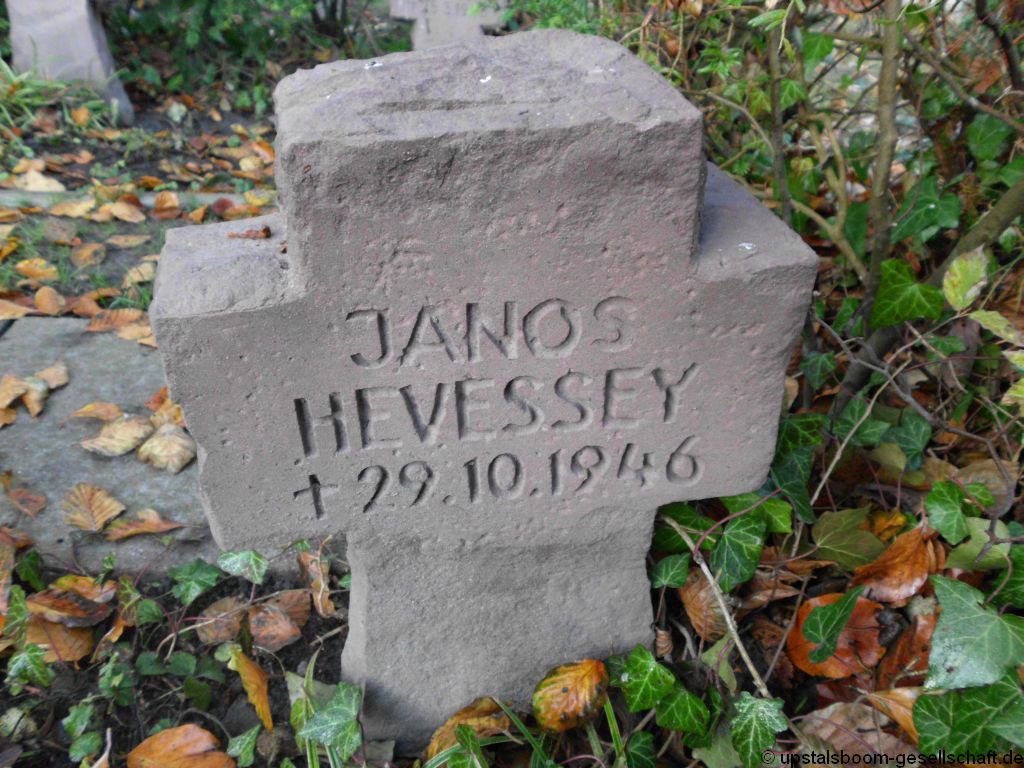 JANOS
HEVESSEY
† 29.10.1946
© upstalsboom-gesellschaft.de